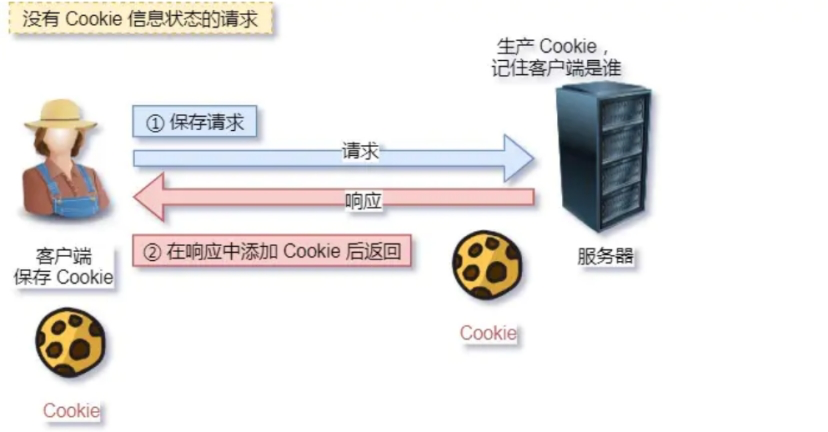 没有 Cookie 信息状态的请求
生产 Cookie，
记住客户端是谁
① 保存请求
请求
响应
② 在响应中添加 Cookie 后返回
客户端
保存 Cookie
服务器
Cookie
Cookie